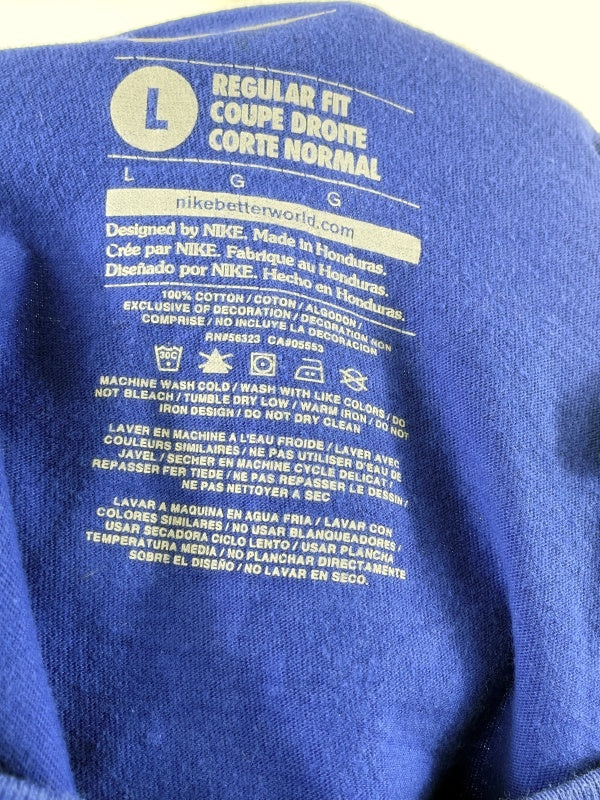 L
REGULAR FIT
COUPE DROITE
CORTE NORMAL
L G G
nikebetterworld.com
Designed by NIKE. Made in Honduras.
Crée par NIKE. Fabrique au Honduras.
Diseñado por NIKE. Hecho en Honduras.
100% COTTON / COTON / ALGODON /
EXCLUSIVE OF DECORATION / DECORATION NON
COMPRISE / NO INCLUYE LA DECORACION
RN#56323 CA#05553
30C
MACHINE WASH COLD / WASH WITH LIKE COLORS / DO
NOT BLEACH / TUMBLE DRY LOW / WARM IRON / DO NOT
IRON DESIGN / DO NOT DRY CLEAN
LAVER EN MACHINE A L'EAU FROIDE / LAVER AVEC
COULEURS SIMILAIRES / NE PAS UTILISER D'EAU DE
JAVEL / SECHER EN MACHINE CYCLE DELICAT /
REPASSER FER TIEDE / NE PAS REPASSER LE DESSIN /
NE PAS NETTOYER A SEC
LAVAR A MAQUINA EN AGUA FRIA / LAVAR CON
COLORES SIMILARES / NO USAR BLANQUEADORES /
USAR SECADORA CICLO LENTO / USAR PLANCHA
TEMPERATURA MEDIA / NO PLANCHAR DIRECTAMENTE
SOBRE EL DISEÑO / NO LAVAR EN SECO.